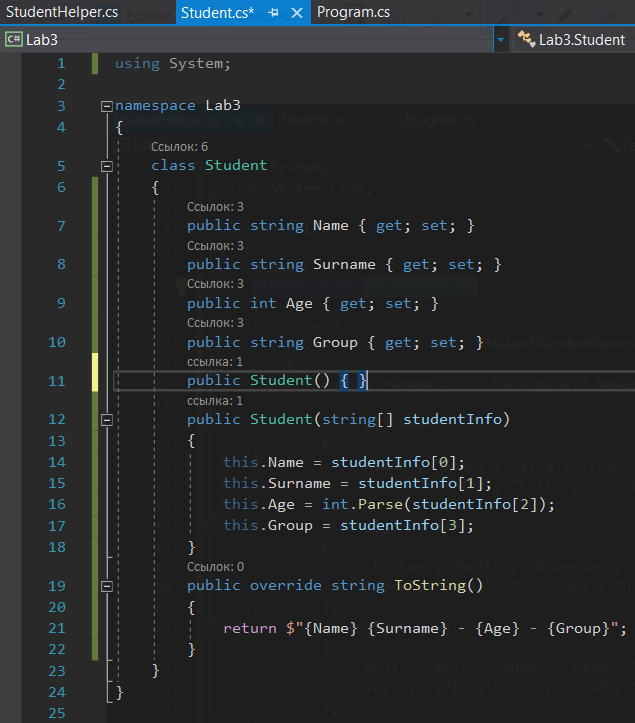 StudentHelper.cs Student.cs* Program.cs
C# Lab3 Lab3.Student
1 using System;
2
3 namespace Lab3
4 {
Ссылок: 6
5 class Student
6 {
Ссылок: 3
7 public string Name { get; set; }
Ссылок: 3
8 public string Surname { get; set; }
Ссылок: 3
9 public int Age { get; set; }
Ссылок: 3
10 public string Group { get; set; }
ссылка: 1
11 public Student() { }
ссылка: 1
12 public Student(string[] studentInfo)
13 {
14 this.Name = studentInfo[0];
15 this.Surname = studentInfo[1];
16 this.Age = int.Parse(studentInfo[2]);
17 this.Group = studentInfo[3];
18 }
Ссылок: 0
19 public override string ToString()
20 {
21 return $"{Name} {Surname} - {Age} - {Group}";
22 }
23 }
24 }
25